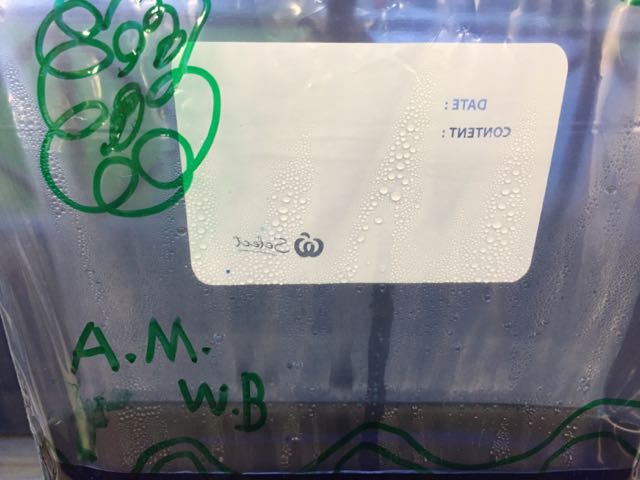 DATE :
CONTENT :
Select
A.M.
W.B